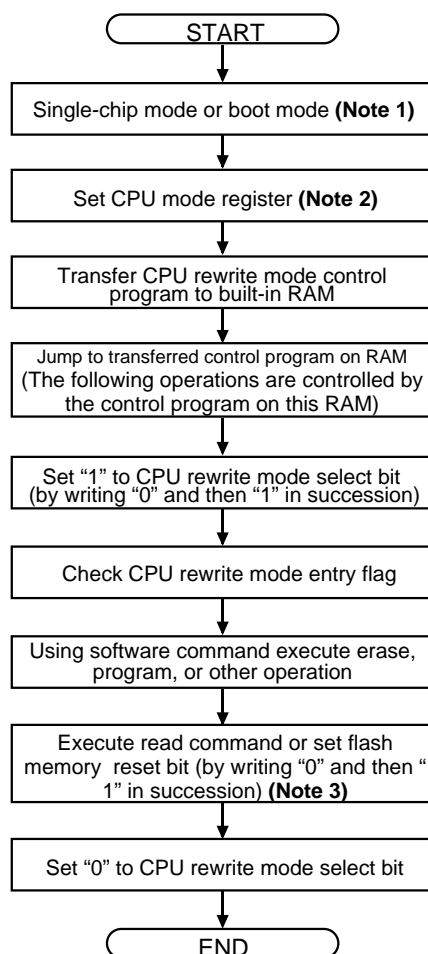 START
Single-chip mode or boot mode (Note 1)
Set CPU mode register (Note 2)
Transfer CPU rewrite mode control
program to built-in RAM
Jump to transferred control program on RAM
(The following operations are controlled by
the control program on this RAM)
Set “1” to CPU rewrite mode select bit
(by writing “0” and then “1” in succession)
Check CPU rewrite mode entry flag
Using software command execute erase,
program, or other operation
Execute read command or set flash
memory reset bit (by writing “0” and then “
1” in succession) (Note 3)
Set “0” to CPU rewrite mode select bit
END